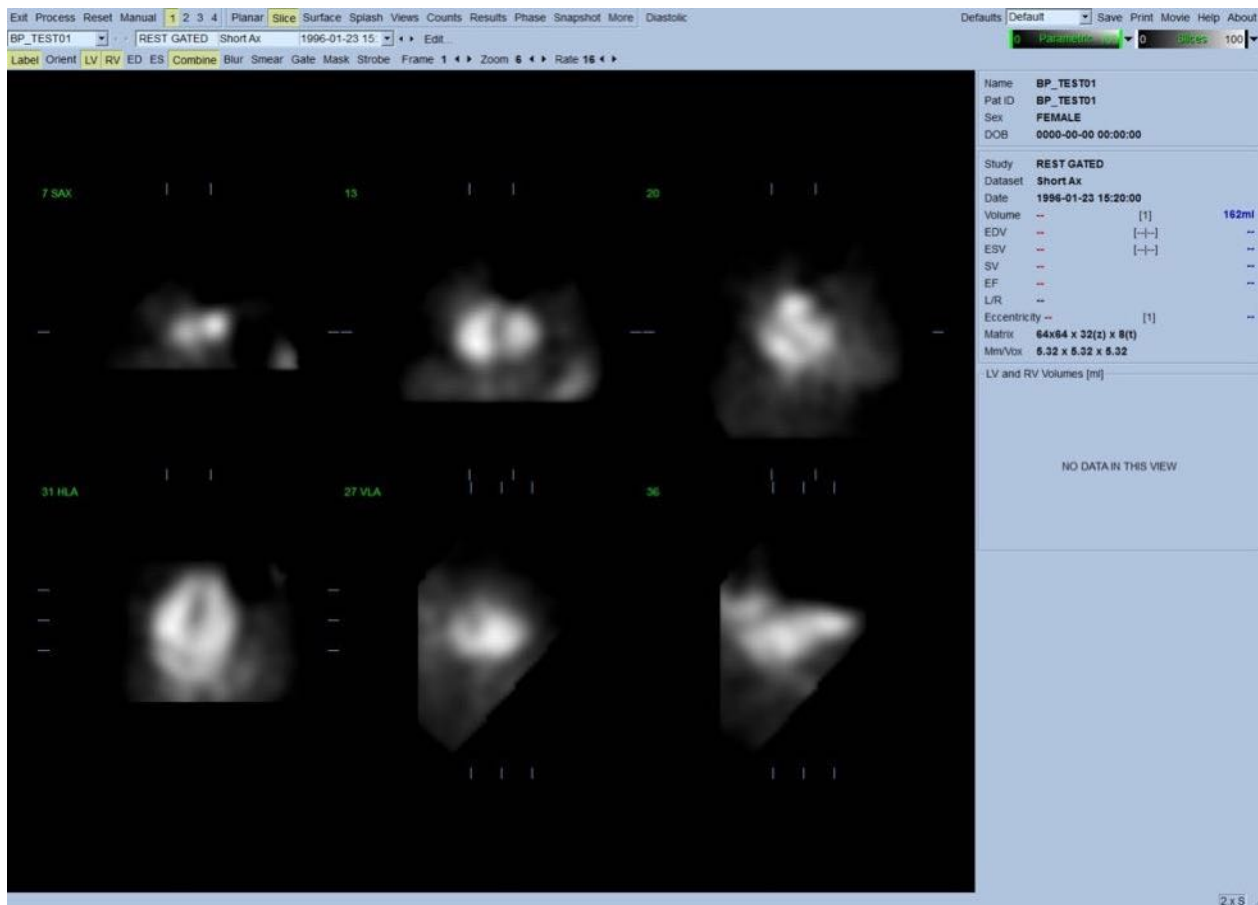 Exit Process Reset Manual 1 2 3 4 Planar Slice Surface Splash Views Counts Results Phase Snapshot More Diastolic Defaults Default Save Print Movie Help About
BP_TEST01 REST GATED Short Ax 1996-01-23 15: Edit... 0 Parametric 0 Slices 100
Label Orient LV RV ED ES Combine Blur Smear Gate Mask Strobe Frame 1 Zoom 6 Rate 16
Name BP_TEST01
Pat ID BP_TEST01
Sex FEMALE
DOB 0000-00-00 00:00:00
Study REST GATED
Dataset Short Ax
Date 1996-01-23 15:20:00
Volume -- [1] 162ml
EDV -- [--|--] --
ESV -- [--|--] --
SV -- --
EF -- --
L/R --
Eccentricity -- [1] --
Matrix 64x64 x 32(z) x 8(t)
Mm/Vox 5.32 x 5.32 x 5.32
LV and RV Volumes [ml]
NO DATA IN THIS VIEW
7 SAX 13 20
31 HLA 27 VLA 36
2 x S